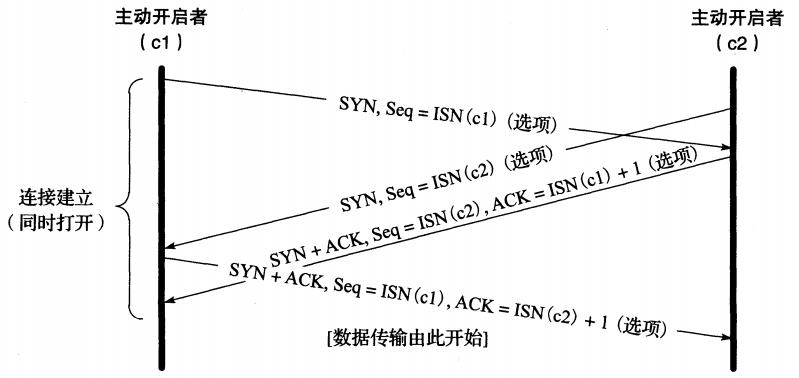 主动开启者
（c1）
主动开启者
（c2）
SYN, Seq = ISN(c1)（选项）
连接建立
（同时打开）
SYN, Seq = ISN(c2)（选项）
SYN + ACK, Seq = ISN(c2), ACK = ISN(c1) + 1（选项）
SYN + ACK, Seq = ISN(c1), ACK = ISN(c2) + 1（选项）
[数据传输由此开始]